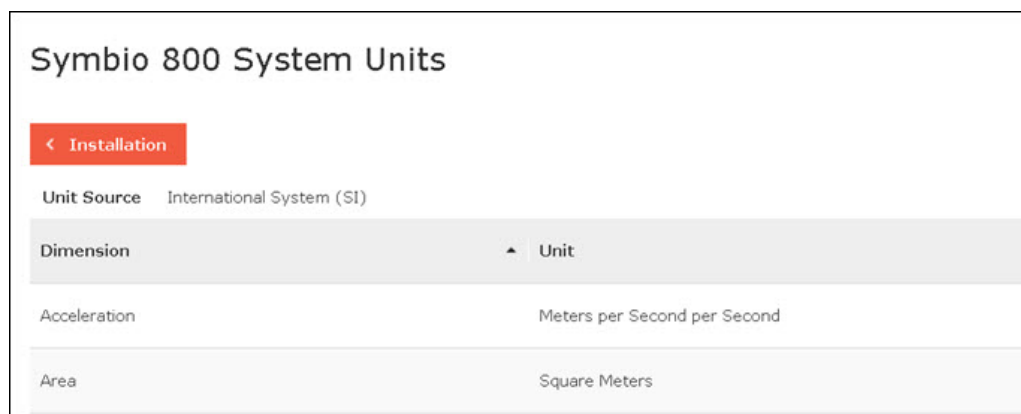 Symbio 800 System Units
< Installation
Unit Source International System (SI)
Dimension Unit
Acceleration Meters per Second per Second
Area Square Meters